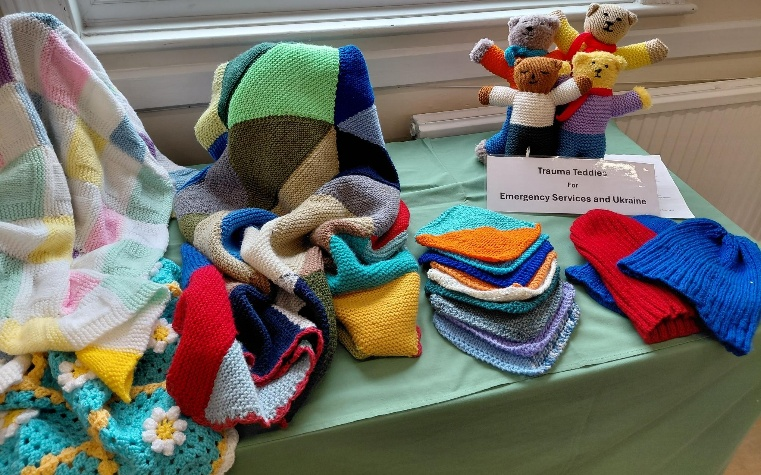 Trauma Teddies
For
Emergency Services and Ukraine